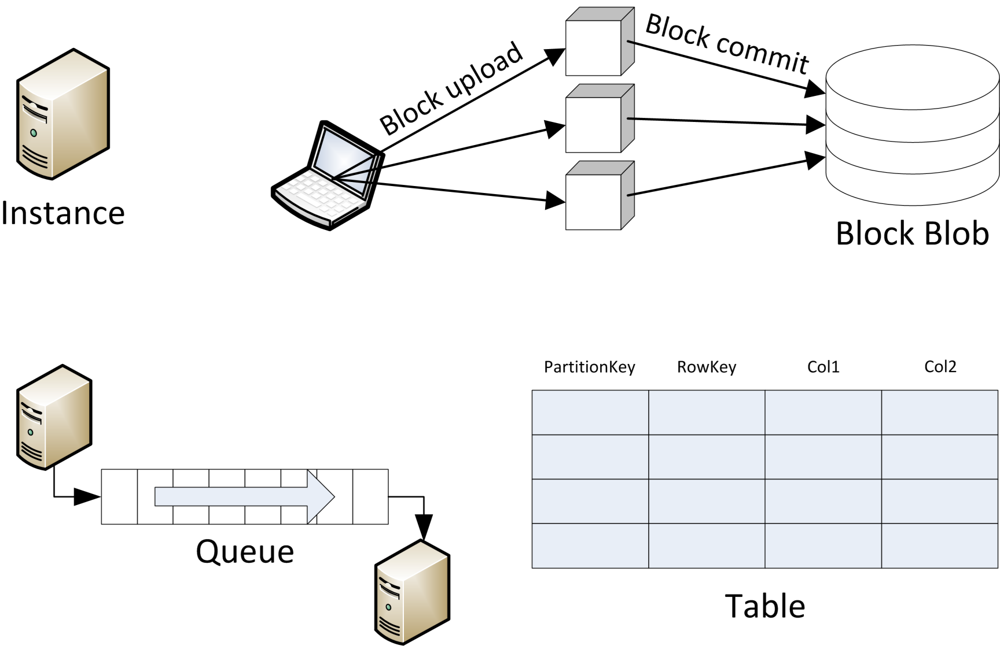 Block upload
Block commit
Instance
Block Blob
PartitionKey RowKey Col1 Col2
Queue
Table